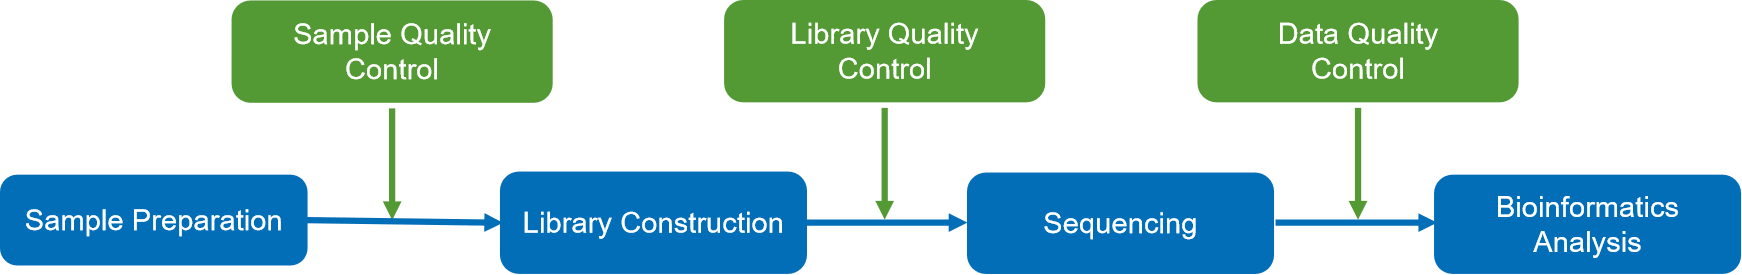 Sample Quality
Control
Library Quality
Control
Data Quality
Control
Sample Preparation
Library Construction
Sequencing
Bioinformatics
Analysis